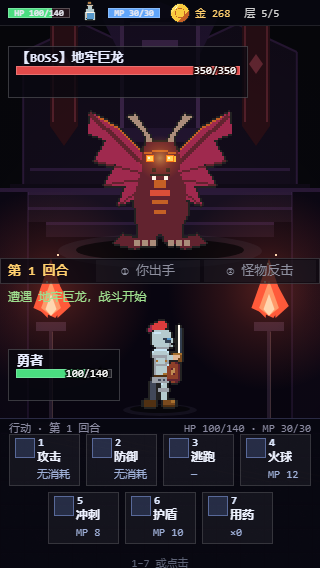 HP 100/140 MP 30/30 金 268 层 5/5
【BOSS】地牢巨龙
350/350
第 1 回合 ① 你出手 ② 怪物反击
遭遇 地牢巨龙，战斗开始
勇者
100/140
行动 · 第 1 回合 HP 100/140 · MP 30/30
1 攻击 无消耗
2 防御 无消耗
3 逃跑 —
4 火球 MP 12
5 冲刺 MP 8
6 护盾 MP 10
7 用药 ×0
1-7 或点击